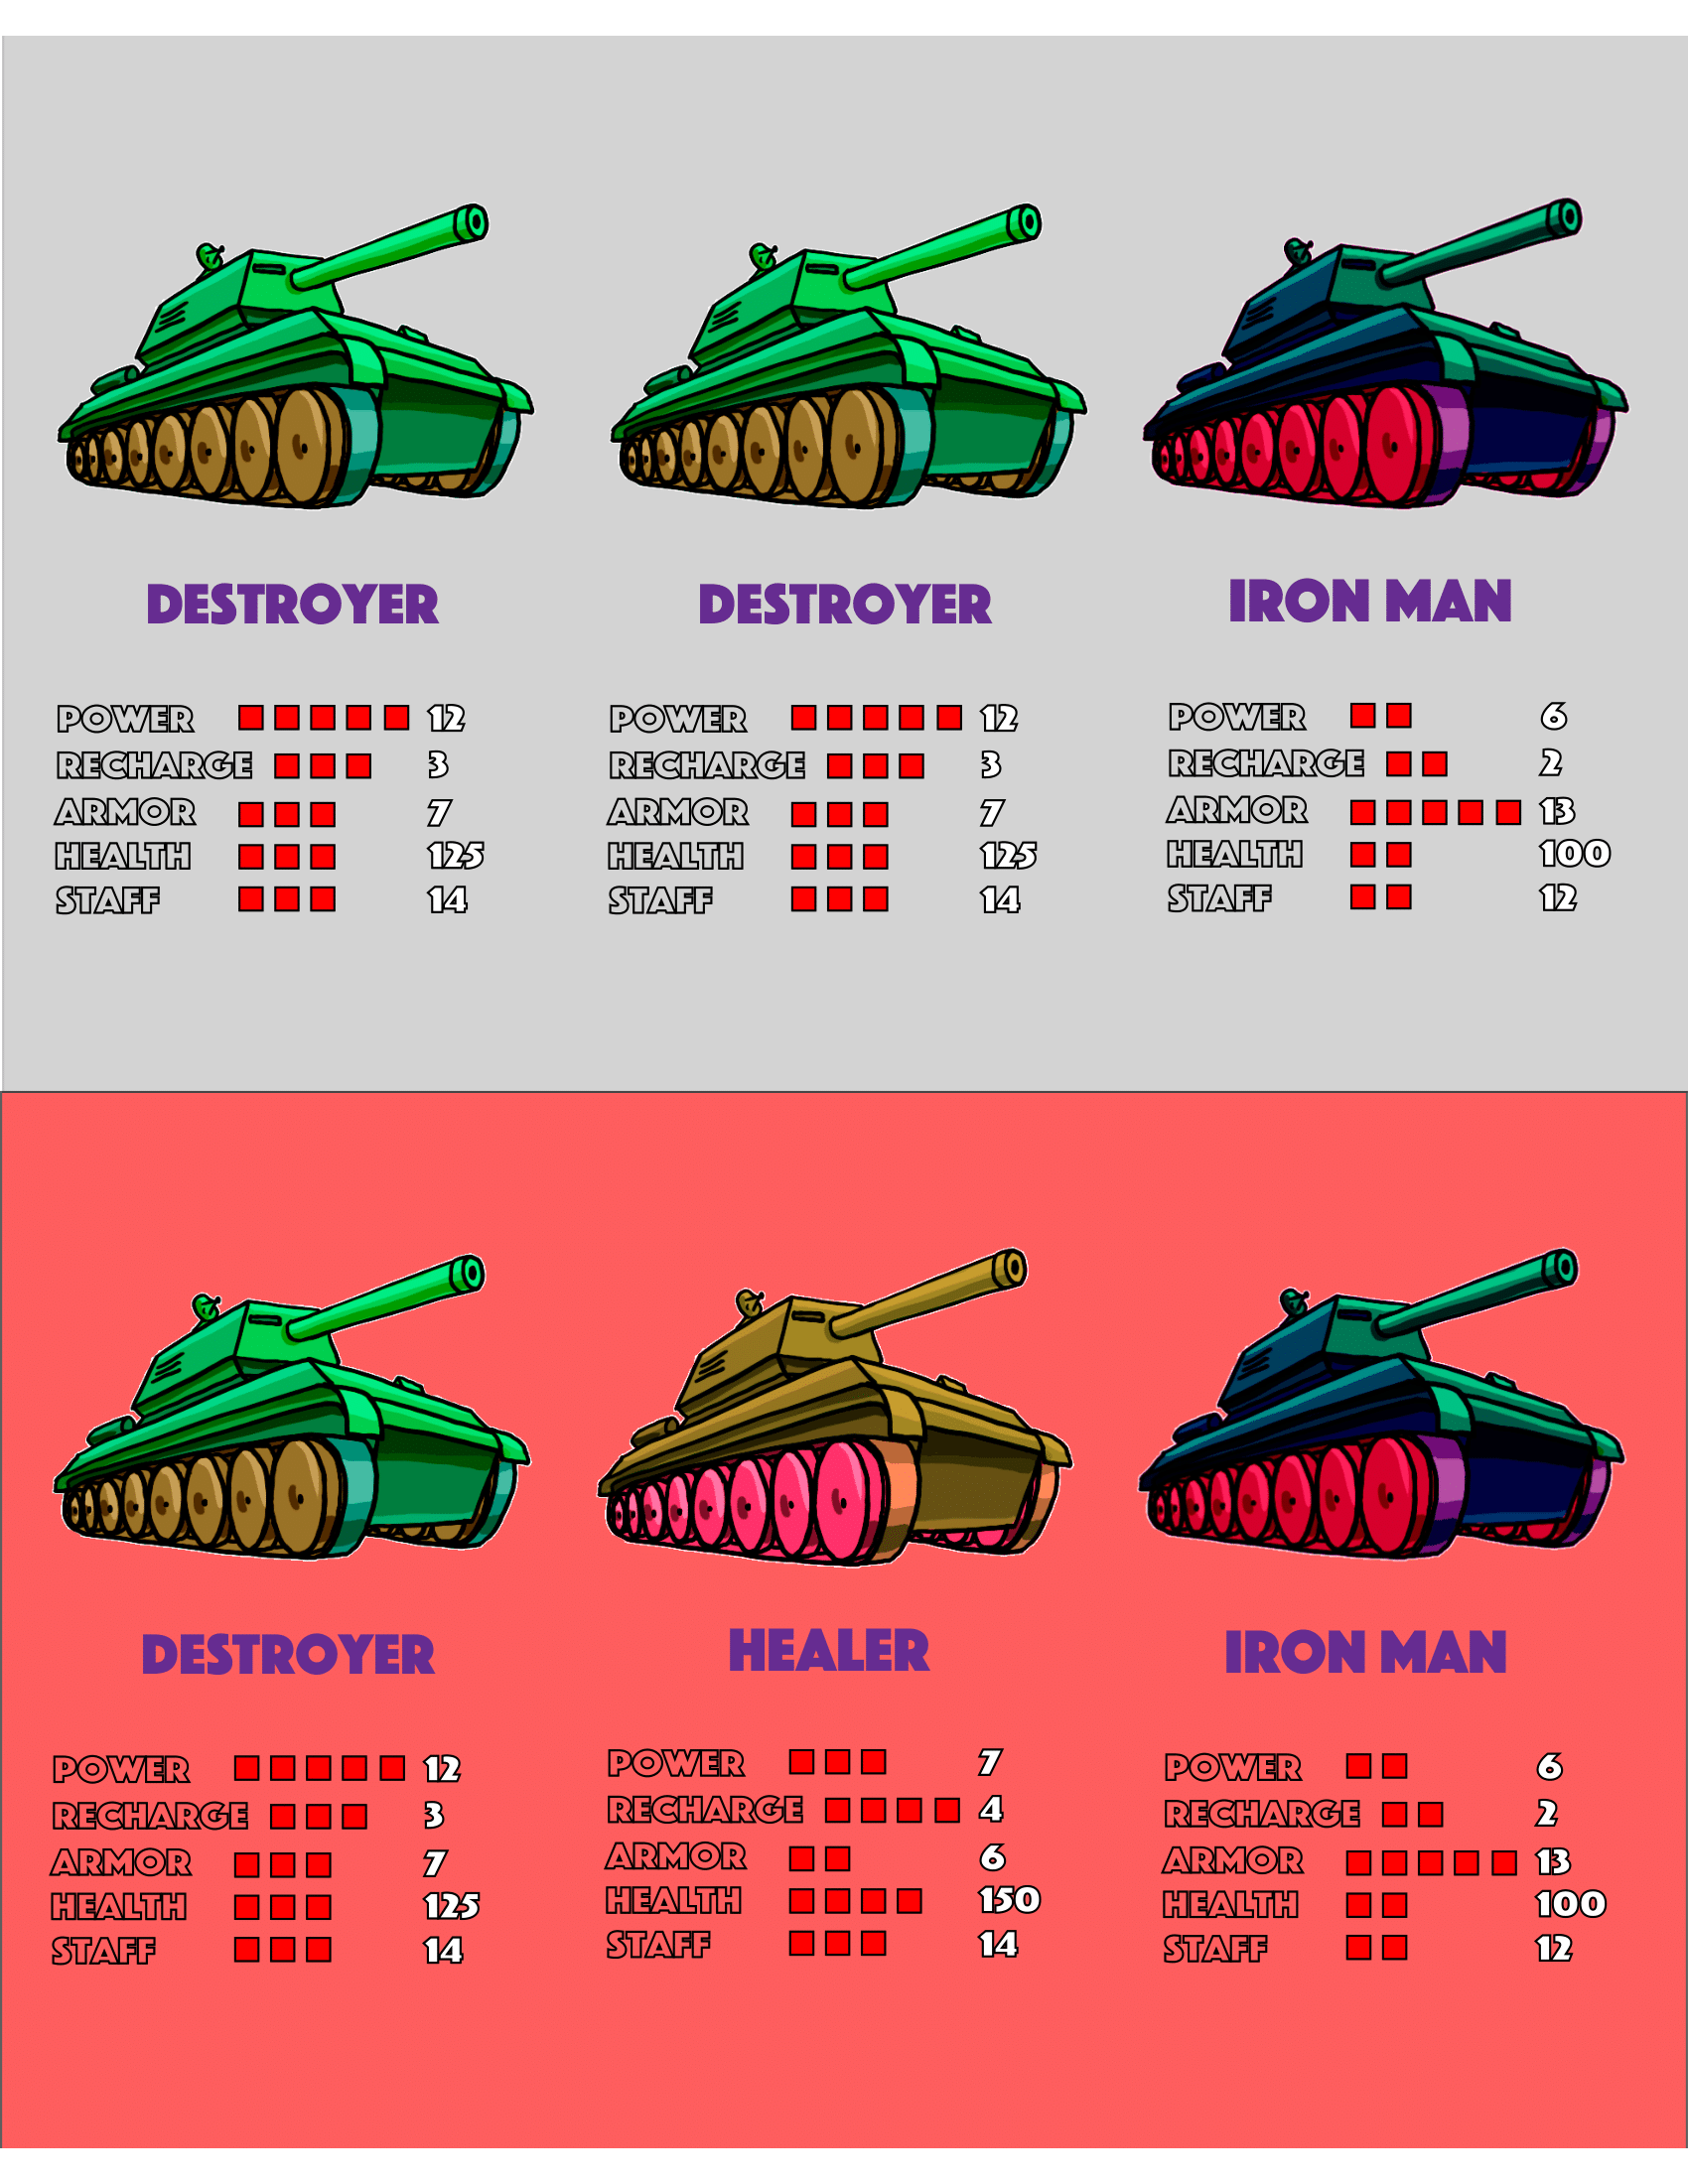 DESTROYER
POWER 12
RECHARGE 3
ARMOR 7
HEALTH 125
STAFF 14
DESTROYER
POWER 12
RECHARGE 3
ARMOR 7
HEALTH 125
STAFF 14
IRON MAN
POWER 6
RECHARGE 2
ARMOR 13
HEALTH 100
STAFF 12
DESTROYER
POWER 12
RECHARGE 3
ARMOR 7
HEALTH 125
STAFF 14
HEALER
POWER 7
RECHARGE 4
ARMOR 6
HEALTH 150
STAFF 14
IRON MAN
POWER 6
RECHARGE 2
ARMOR 13
HEALTH 100
STAFF 12